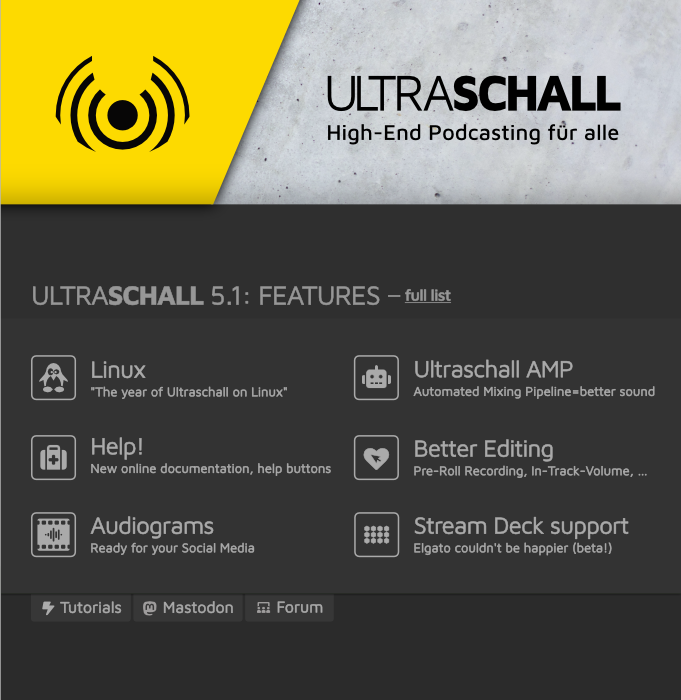 ULTRASCHALL
High-End Podcasting für alle
ULTRASCHALL 5.1: FEATURES – full list
Linux
"The year of Ultraschall on Linux"
Ultraschall AMP
Automated Mixing Pipeline=better sound
Help!
New online documentation, help buttons
Better Editing
Pre-Roll Recording, In-Track-Volume, ...
Audiograms
Ready for your Social Media
Stream Deck support
Elgato couldn't be happier (beta!)
Tutorials Mastodon Forum